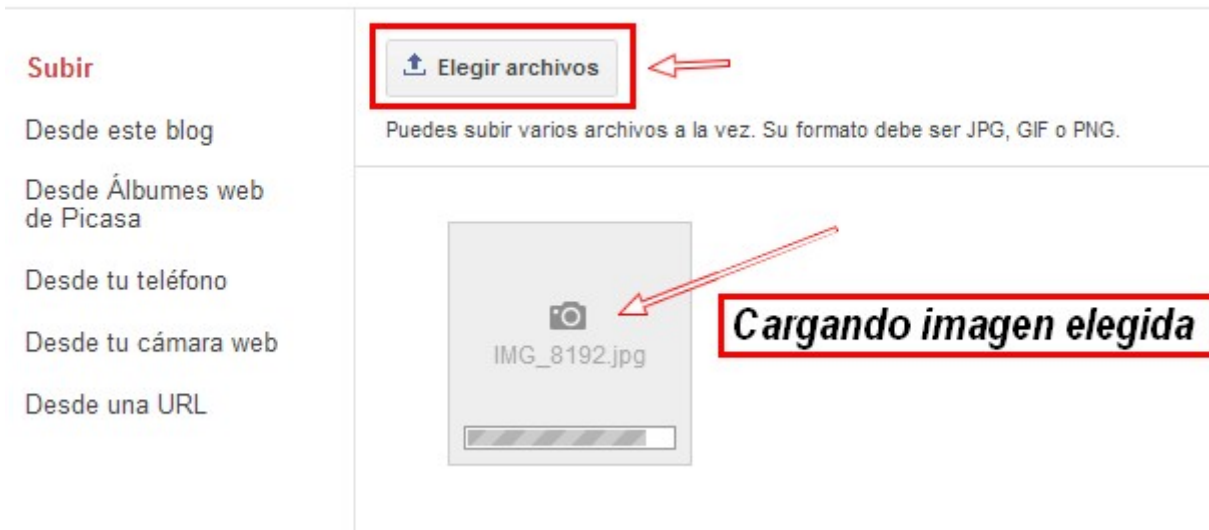 Subir
Desde este blog
Desde Álbumes web
de Picasa
Desde tu teléfono
Desde tu cámara web
Desde una URL
Elegir archivos
Puedes subir varios archivos a la vez. Su formato debe ser JPG, GIF o PNG.
IMG_8192.jpg
Cargando imagen elegida